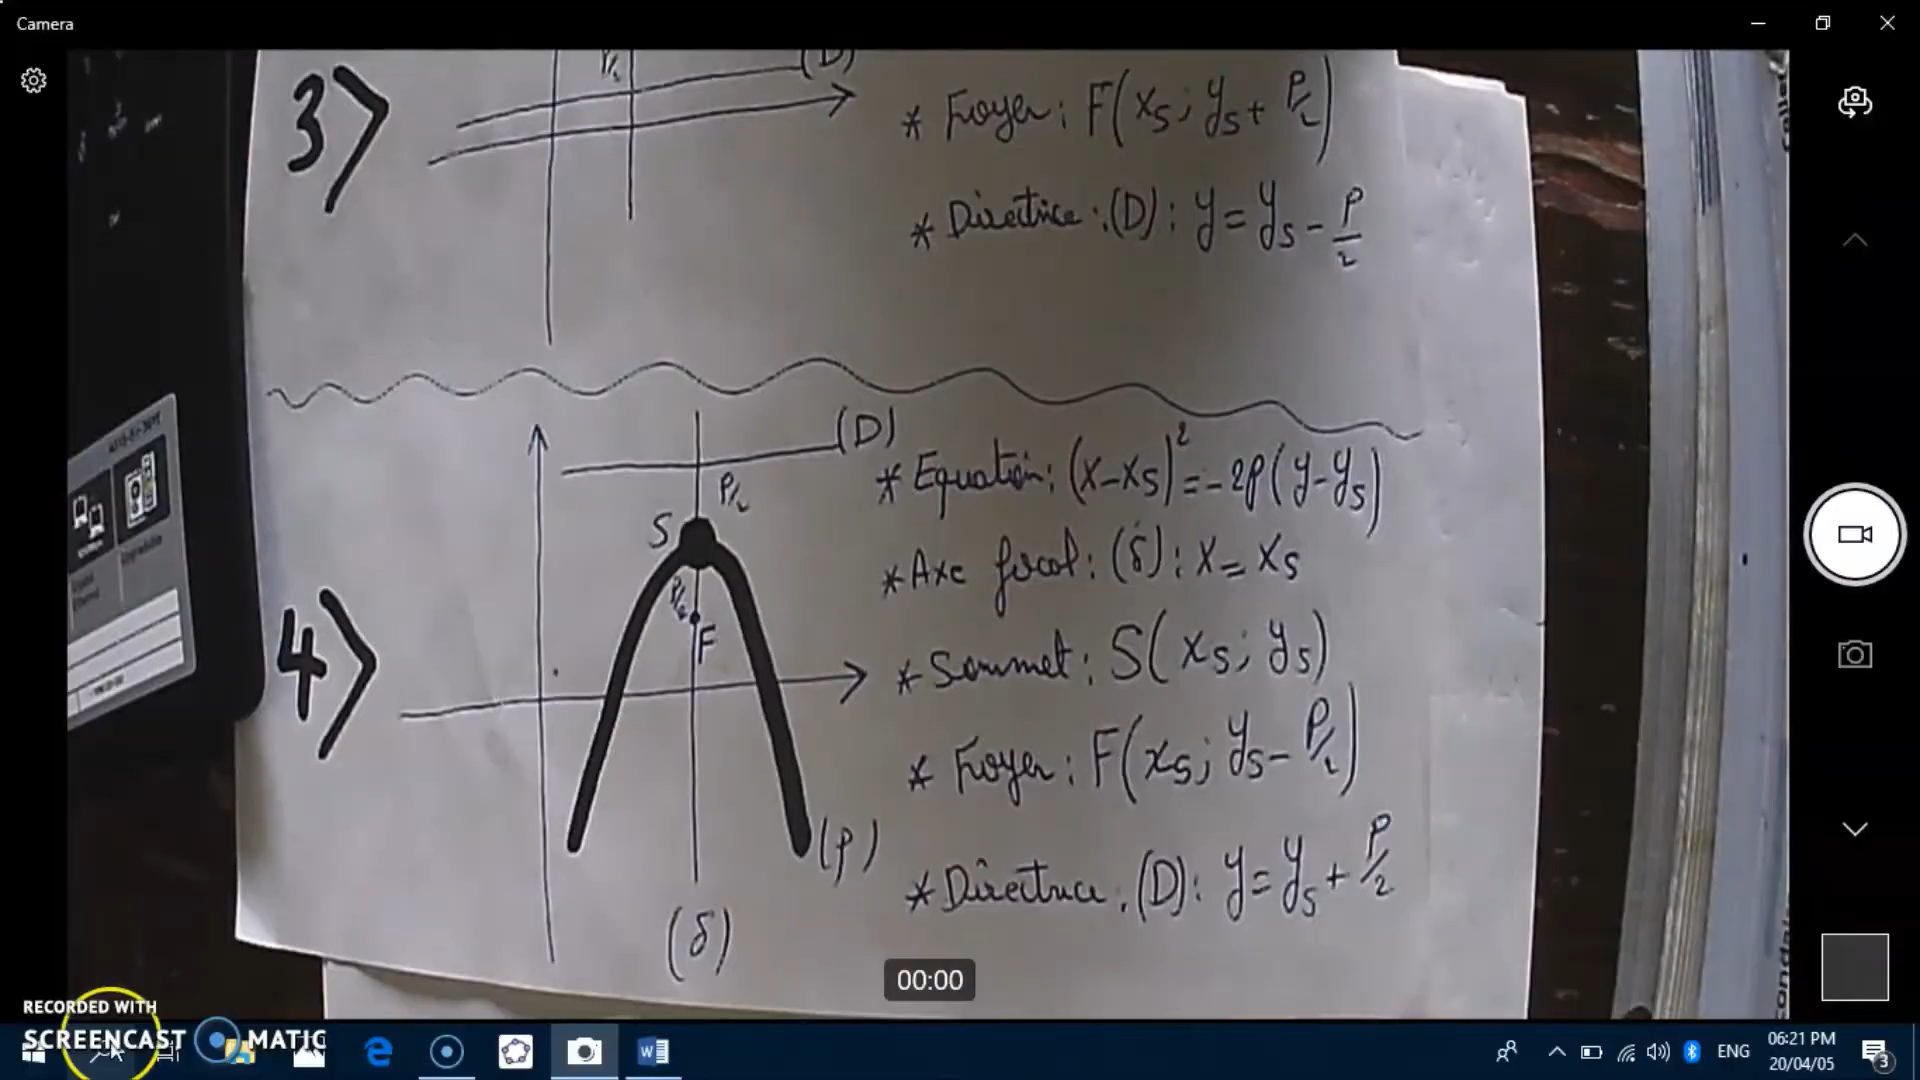 Camera
3>
P/2
(D)
* Foyer : F(xs ; ys + P/2)
* Directrice : (D) : y = ys - P/2
4>
(D)
P/2
S
P/2
F
(P)
(δ)
* Equation : (x - xs)² = -2p(y - ys)
* Axe focal : (δ) : x = xs
* Sommet : S(xs ; ys)
* Foyer : F(xs ; ys - P/2)
* Directrice . (D) : y = ys + P/2
00:00
RECORDED WITH
SCREENCAST MATIC
ENG
06:21 PM
20/04/05
3